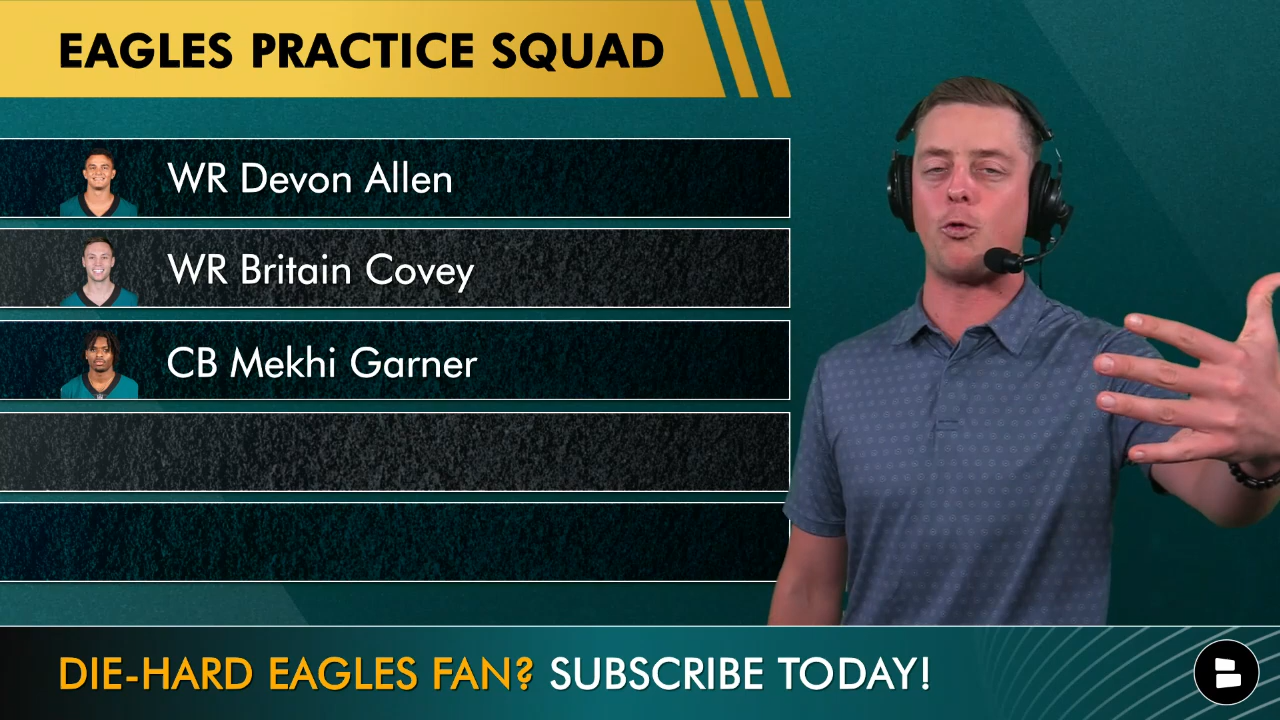 EAGLES PRACTICE SQUAD
WR Devon Allen
WR Britain Covey
CB Mekhi Garner
DIE-HARD EAGLES FAN? SUBSCRIBE TODAY!